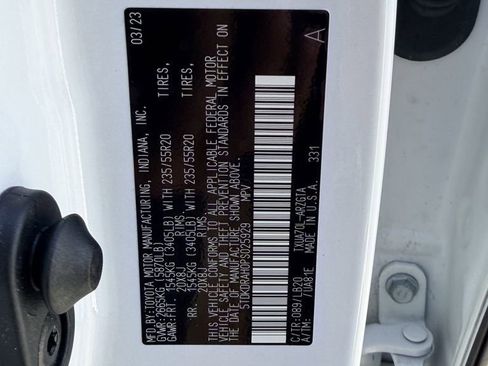 MFD. BY: TOYOTA MOTOR MANUFACTURING, INDIANA, INC. 03/23
GVWR: 2665KG (5870LB)
GAWR: FRT. 1545KG (3405LB) WITH 235/55R20 TIRES,
20X8J RIMS,
RR. 1545KG (3405LB) WITH 235/55R20 TIRES,
20X8J RIMS,
THIS VEHICLE CONFORMS TO ALL APPLICABLE FEDERAL MOTOR
VEHICLE SAFETY AND THEFT PREVENTION STANDARDS IN EFFECT ON
THE DATE OF MANUFACTURE SHOWN ABOVE.
MPV
C/TR: 089/LB20 TXUA70L-ARZGTA A
A/TM: /UA81E MADE IN U.S.A. 331